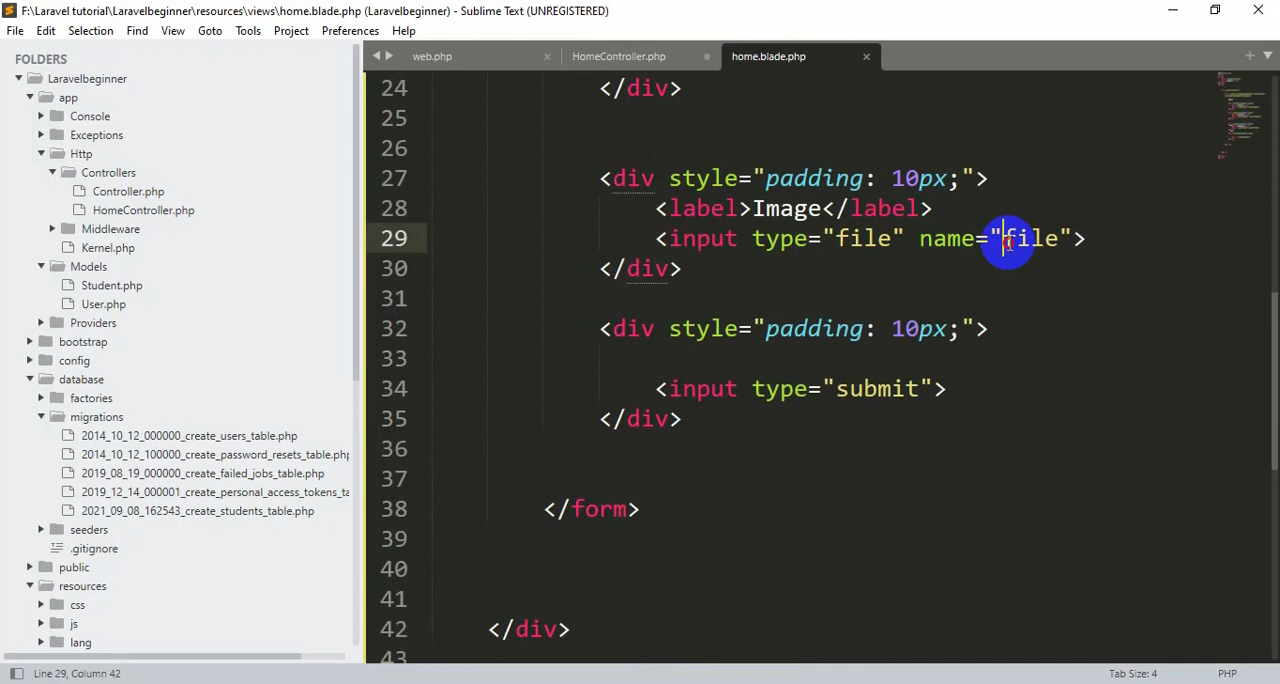 F:\Laravel tutorial\Laravelbeginner\resources\views\home.blade.php (Laravelbeginner) - Sublime Text (UNREGISTERED)
File Edit Selection Find View Goto Tools Project Preferences Help
FOLDERS
Laravelbeginner
app
Console
Exceptions
Http
Controllers
Controller.php
HomeController.php
Middleware
Kernel.php
Models
Student.php
User.php
Providers
bootstrap
config
database
factories
migrations
2014_10_12_000000_create_users_table.php
2014_10_12_100000_create_password_resets_table.php
2019_08_19_000000_create_failed_jobs_table.php
2019_12_14_000001_create_personal_access_tokens_ta
2021_09_08_162543_create_students_table.php
seeders
.gitignore
public
resources
css
js
lang
web.php HomeController.php home.blade.php
24 </div>
25
26
27 <div style="padding: 10px;">
28 <label>Image</label>
29 <input type="file" name="file">
30 </div>
31
32 <div style="padding: 10px;">
33
34 <input type="submit">
35 </div>
36
37
38 </form>
39
40
41
42 </div>
43
Line 29, Column 42 Tab Size: 4 PHP